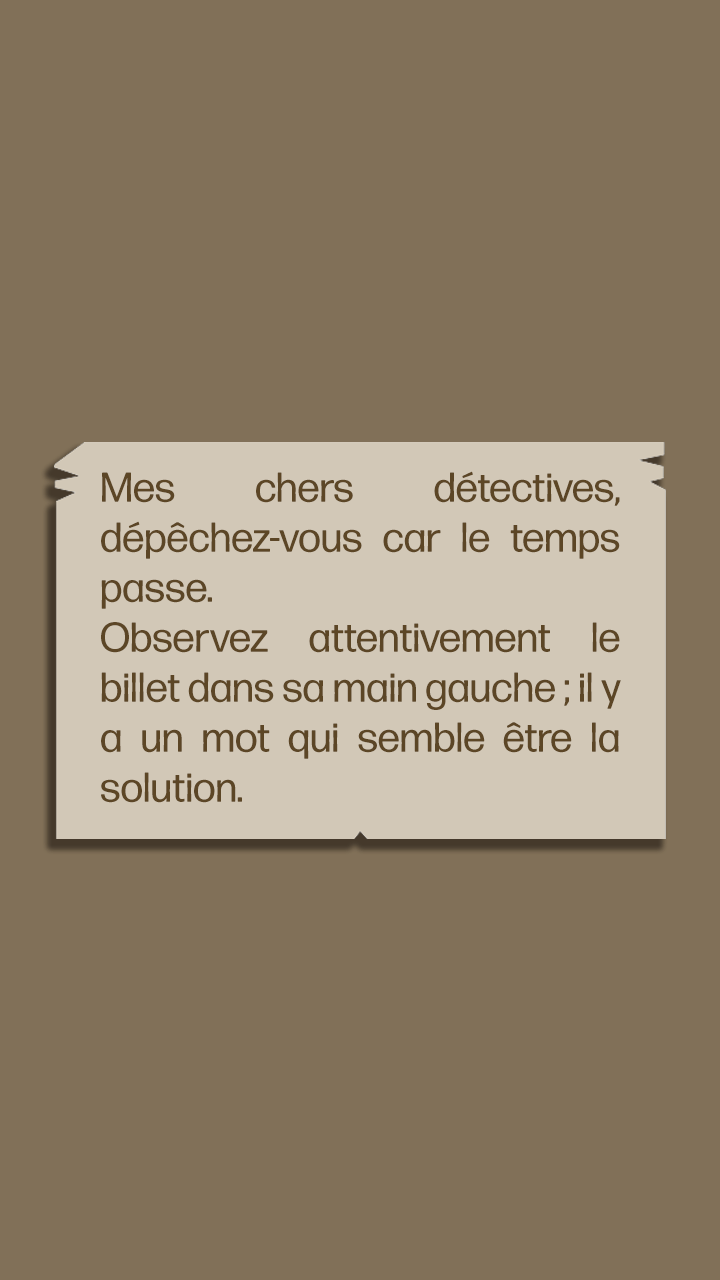 Mes chers détectives,
dépêchez-vous car le temps
passe.
Observez attentivement le
billet dans sa main gauche ; il y
a un mot qui semble être la
solution.